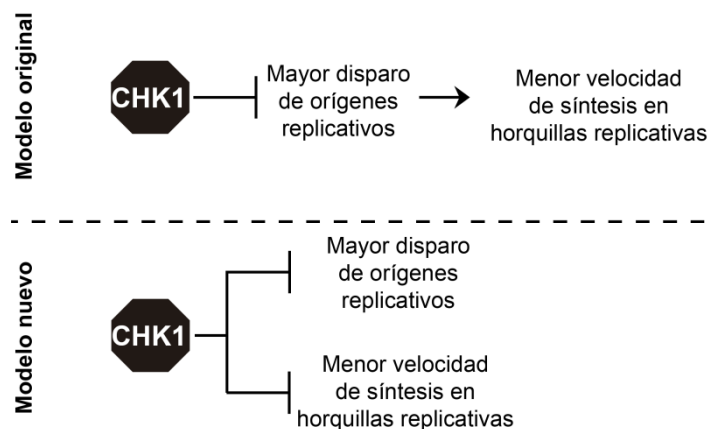 Modelo original
CHK1
Mayor disparo
de orígenes
replicativos
Menor velocidad
de síntesis en
horquillas replicativas
Modelo nuevo
CHK1
Mayor disparo
de orígenes
replicativos
Menor velocidad
de síntesis en
horquillas replicativas